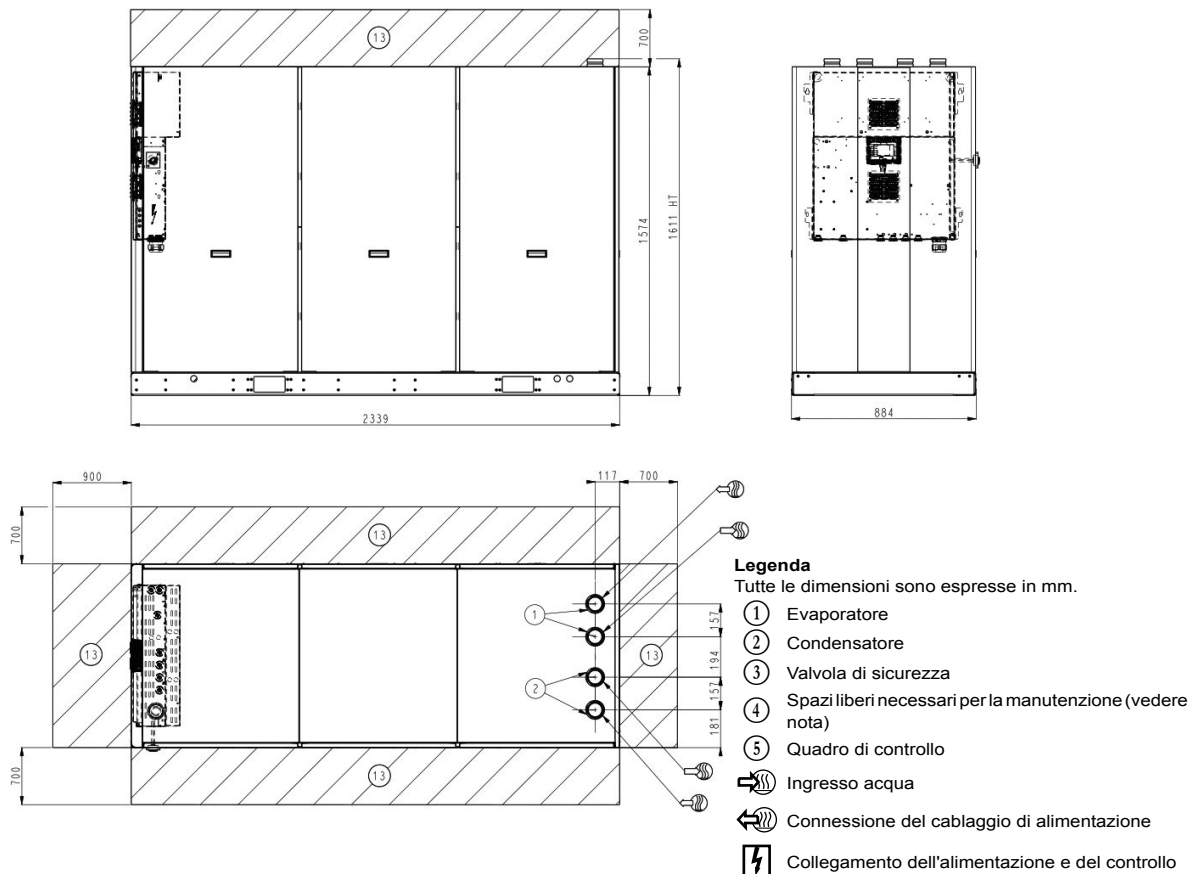 13
700
1574
1611 HT
2339
884
900
117
700
700
13
1
157
13
194
13
2
157
181
13
700
Legenda
Tutte le dimensioni sono espresse in mm.
1 Evaporatore
2 Condensatore
3 Valvola di sicurezza
4 Spazi liberi necessari per la manutenzione (vedere
nota)
5 Quadro di controllo
Ingresso acqua
Connessione del cablaggio di alimentazione
Collegamento dell'alimentazione e del controllo